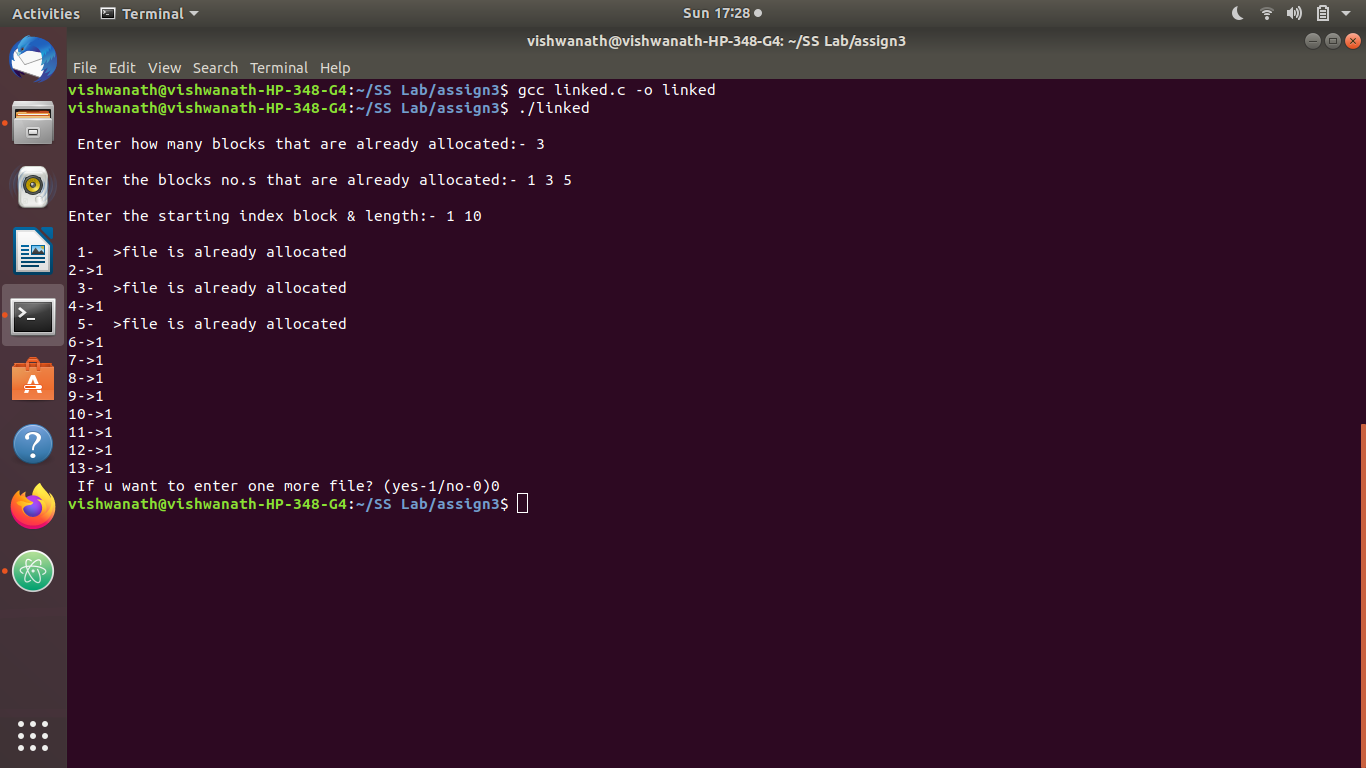 Activities Terminal Sun 17:28
vishwanath@vishwanath-HP-348-G4: ~/SS Lab/assign3
File Edit View Search Terminal Help
vishwanath@vishwanath-HP-348-G4:~/SS Lab/assign3$ gcc linked.c -o linked
vishwanath@vishwanath-HP-348-G4:~/SS Lab/assign3$ ./linked
Enter how many blocks that are already allocated:- 3
Enter the blocks no.s that are already allocated:- 1 3 5
Enter the starting index block & length:- 1 10
1-  >file is already allocated
2->1
3-  >file is already allocated
4->1
5-  >file is already allocated
6->1
7->1
8->1
9->1
10->1
11->1
12->1
13->1
If u want to enter one more file? (yes-1/no-0)0
vishwanath@vishwanath-HP-348-G4:~/SS Lab/assign3$